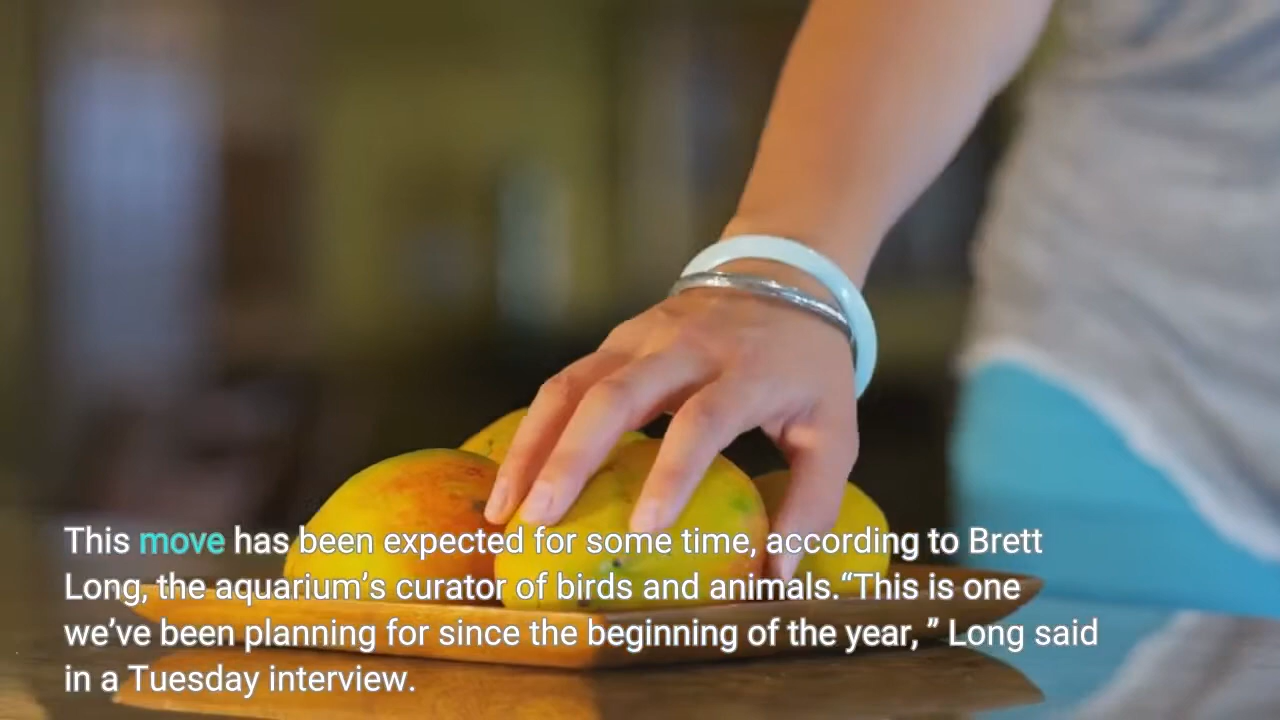 This move has been expected for some time, according to Brett
Long, the aquarium’s curator of birds and animals.“This is one
we’ve been planning for since the beginning of the year, ” Long said
in a Tuesday interview.